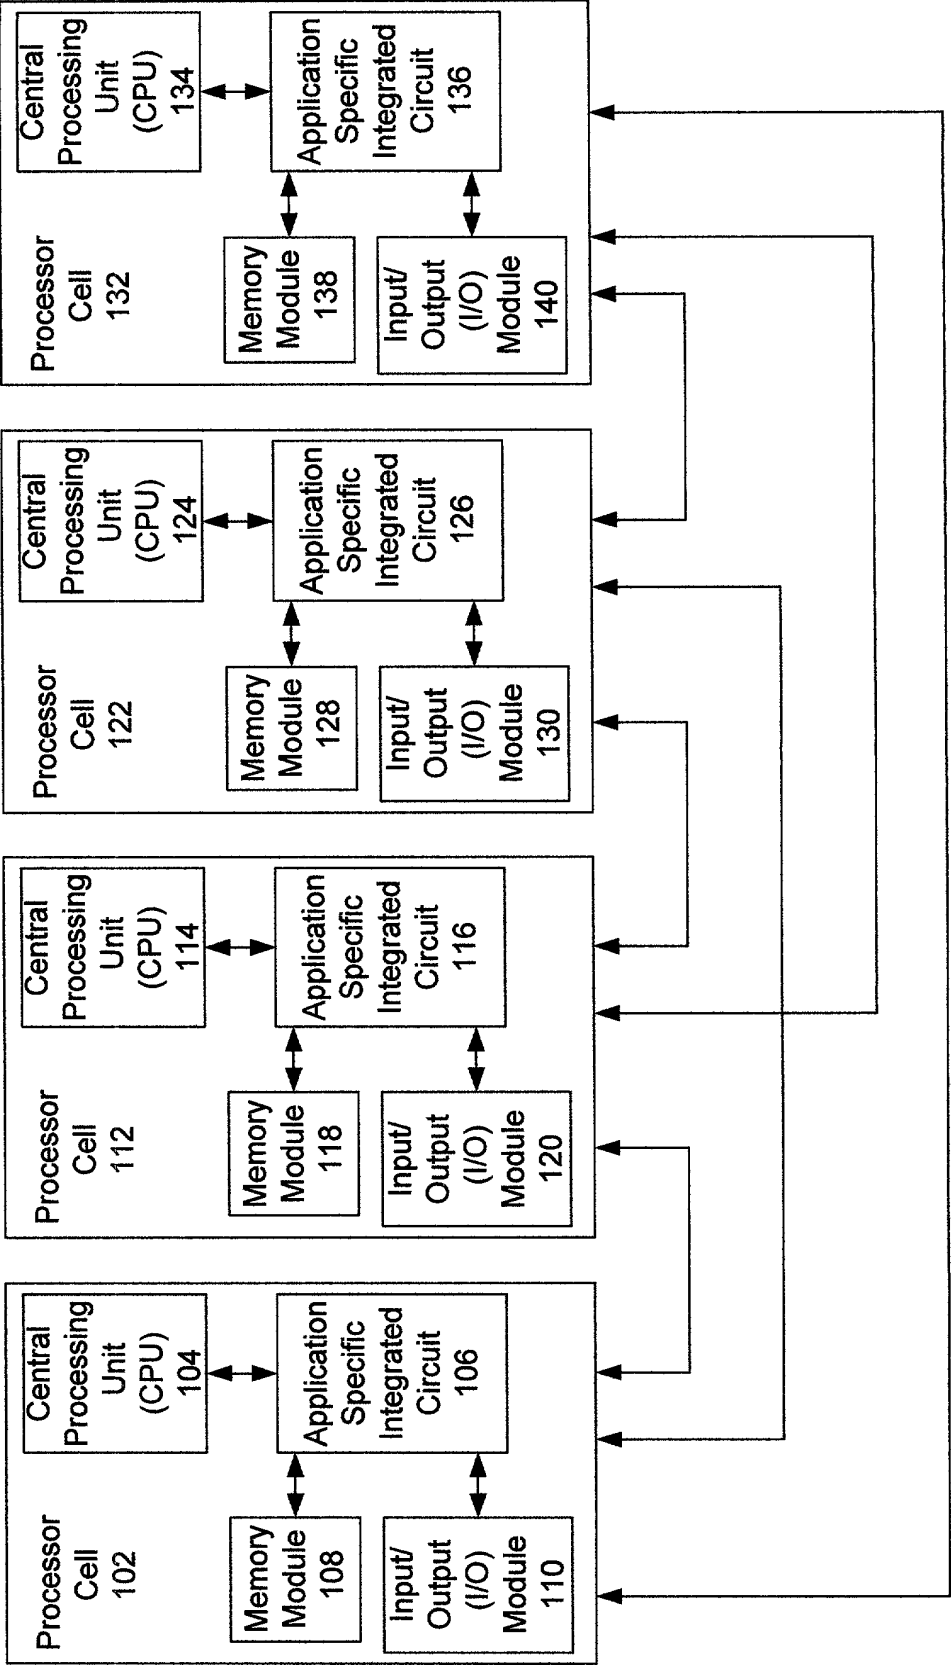 Processor
Cell
102
Central
Processing
Unit
(CPU)
104
Memory
Module
108
Application
Specific
Integrated
Circuit
106
Input/
Output
(I/O)
Module
110
Processor
Cell
112
Central
Processing
Unit
(CPU)
114
Memory
Module
118
Application
Specific
Integrated
Circuit
116
Input/
Output
(I/O)
Module
120
Processor
Cell
122
Central
Processing
Unit
(CPU)
124
Memory
Module
128
Application
Specific
Integrated
Circuit
126
Input/
Output
(I/O)
Module
130
Processor
Cell
132
Central
Processing
Unit
(CPU)
134
Memory
Module
138
Application
Specific
Integrated
Circuit
136
Input/
Output
(I/O)
Module
140